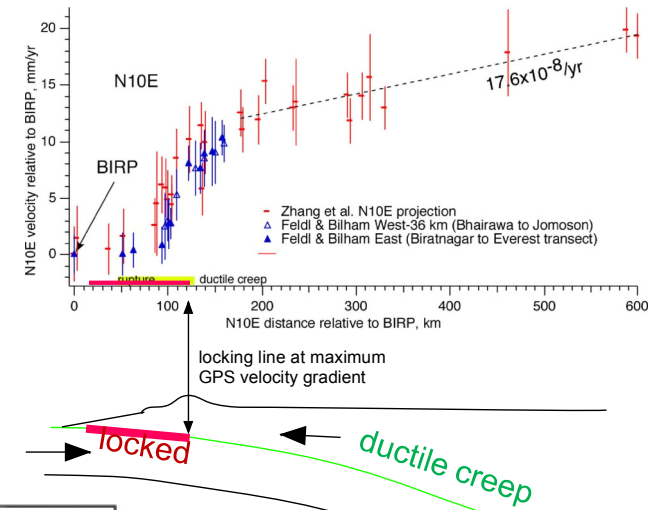 20
15
10
5
0
N10E velocity relative to BIRP, mm/yr
N10E
BIRP
17.6x10-8/yr
Zhang et al. N10E projection
Feldl & Bilham West-36 km (Bhairawa to Jomoson)
Feldl & Bilham East (Biratnagar to Everest transect)
rupture ductile creep
0 100 200 300 400 500 600
N10E distance relative to BIRP, km
locking line at maximum
GPS velocity gradient
locked
ductile creep